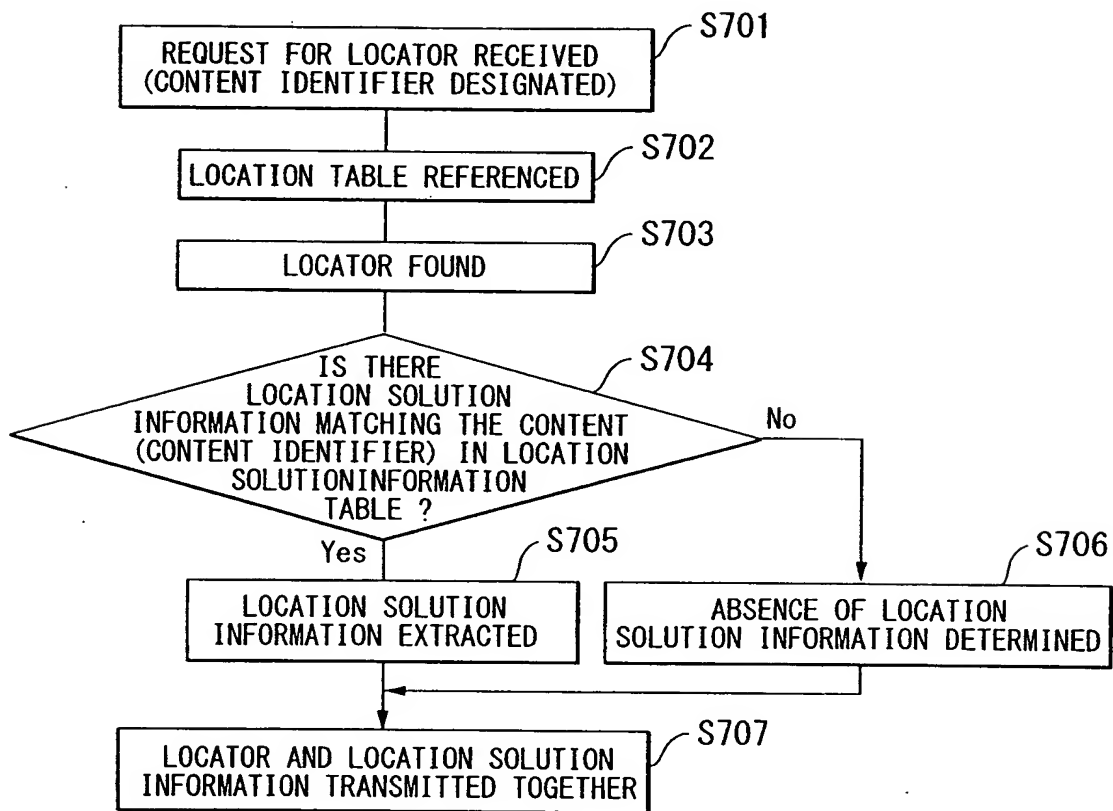 S701
REQUEST FOR LOCATOR RECEIVED
(CONTENT IDENTIFIER DESIGNATED)
S702
LOCATION TABLE REFERENCED
S703
LOCATOR FOUND
S704
IS THERE
LOCATION SOLUTION
INFORMATION MATCHING THE CONTENT
(CONTENT IDENTIFIER) IN LOCATION
SOLUTIONINFORMATION
TABLE ?
No
Yes
S705
LOCATION SOLUTION
INFORMATION EXTRACTED
S706
ABSENCE OF LOCATION
SOLUTION INFORMATION DETERMINED
S707
LOCATOR AND LOCATION SOLUTION
INFORMATION TRANSMITTED TOGETHER